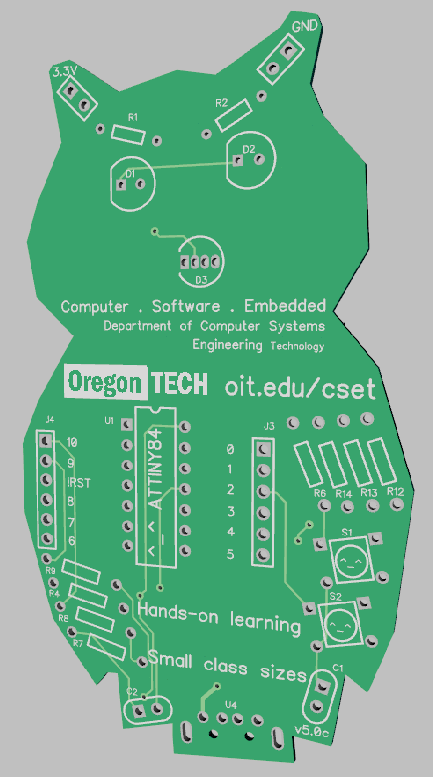 GND
3.3V
R2
R1
D2
D1
D3
Computer . Software . Embedded
Department of Computer Systems
Engineering Technology
Oregon TECH oit.edu/cset
J4
U1
J3
ATTINY84
10
9
RST
8
7
6
0
1
2
3
4
5
R6 R14 R13 R12
S1
R9
R4
R8
R7
S2
Hands-on learning
Small class sizes
C1
C2
U4
v5.0c